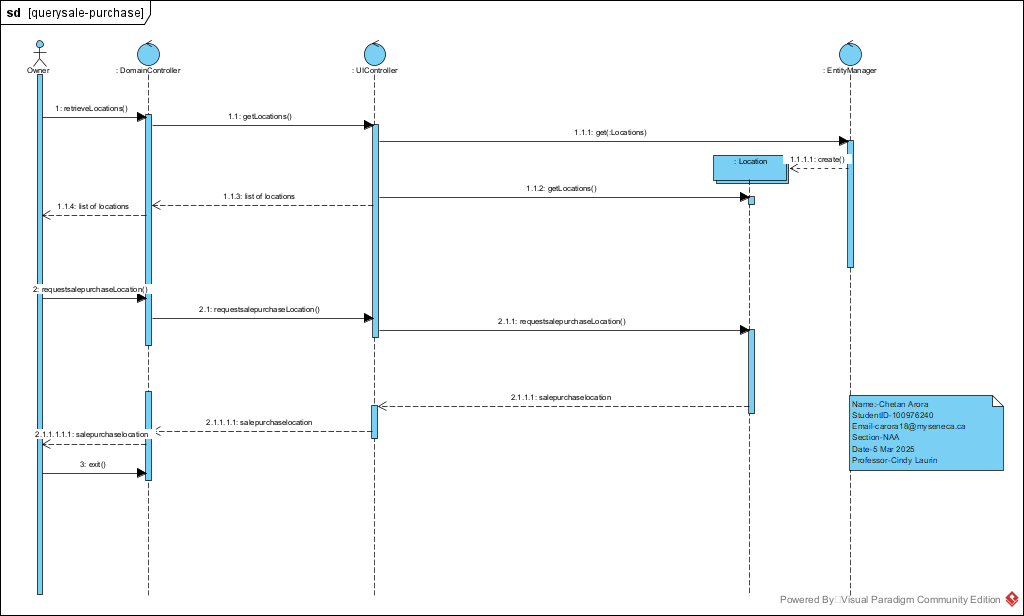 sd [querysale-purchase]
Owner
: DomainController
: UIController
: EntityManager
1: retrieveLocations()
1.1: getLocations()
1.1.1: get(:Locations)
: Location
1.1.1.1: create()
1.1.2: getLocations()
1.1.3: list of locations
1.1.4: list of locations
2: requestsalepurchaseLocation()
2.1: requestsalepurchaseLocation()
2.1.1: requestsalepurchaseLocation()
2.1.1.1: salepurchaselocation
2.1.1.1.1: salepurchaselocation
2.1.1.1.1.1: salepurchaselocation
3: exit()
Name:-Chetan Arora
StudentID-100976240
Email-carora18@myseneca.ca
Section-NAA
Date-5 Mar 2025
Professor-Cindy Laurin
Powered By Visual Paradigm Community Edition